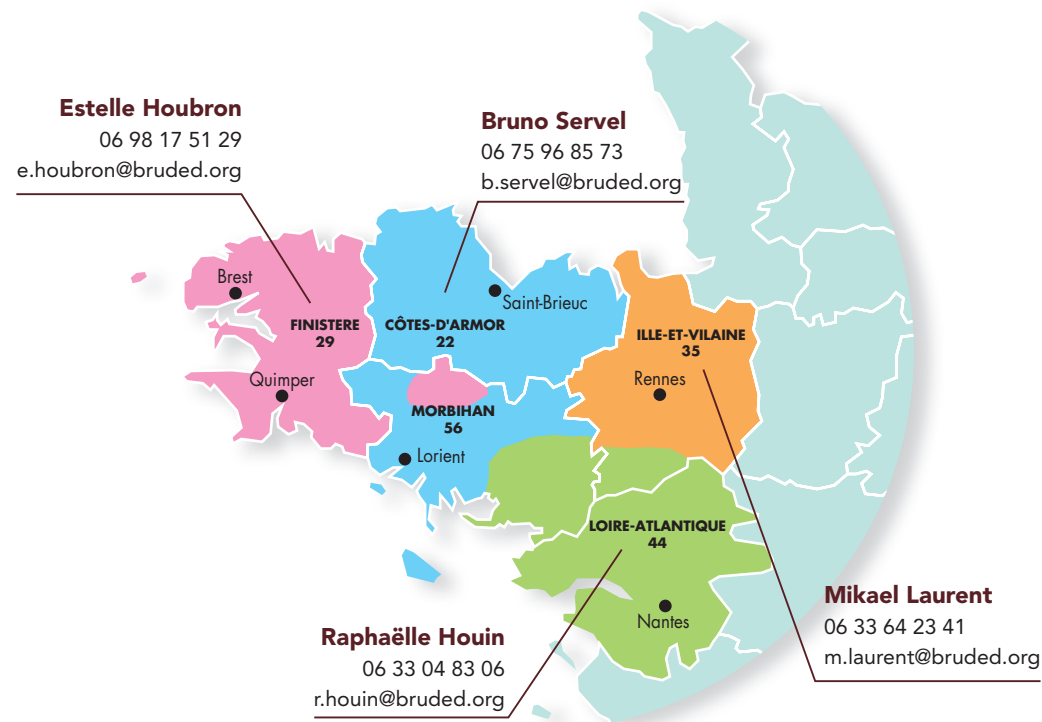 Estelle Houbron
06 98 17 51 29
e.houbron@bruded.org
Bruno Servel
06 75 96 85 73
b.servel@bruded.org
Brest
Saint-Brieuc
FINISTERE
29
CÔTES-D'ARMOR
22
ILLE-ET-VILAINE
35
Quimper
Rennes
MORBIHAN
56
Lorient
LOIRE-ATLANTIQUE
44
Nantes
Raphaëlle Houin
06 33 04 83 06
r.houin@bruded.org
Mikael Laurent
06 33 64 23 41
m.laurent@bruded.org